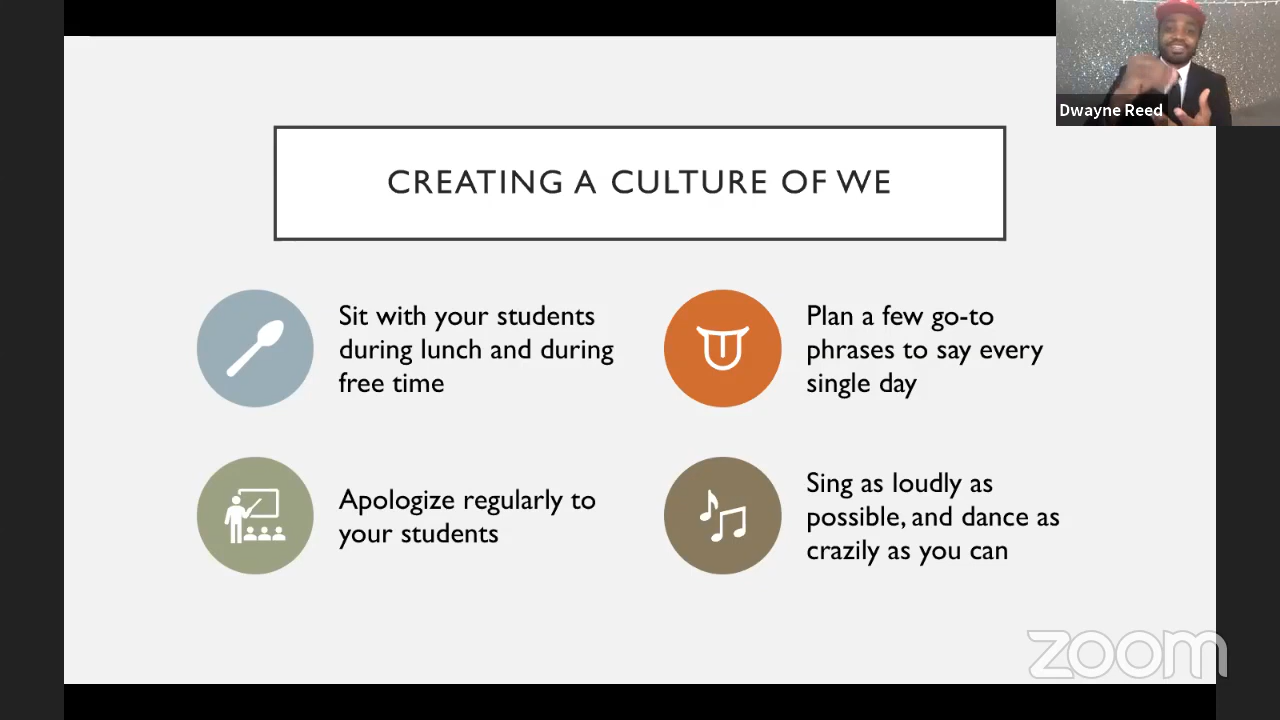 Dwayne Reed
CREATING A CULTURE OF WE
Sit with your students
during lunch and during
free time
Plan a few go-to
phrases to say every
single day
Apologize regularly to
your students
Sing as loudly as
possible, and dance as
crazily as you can
zoom